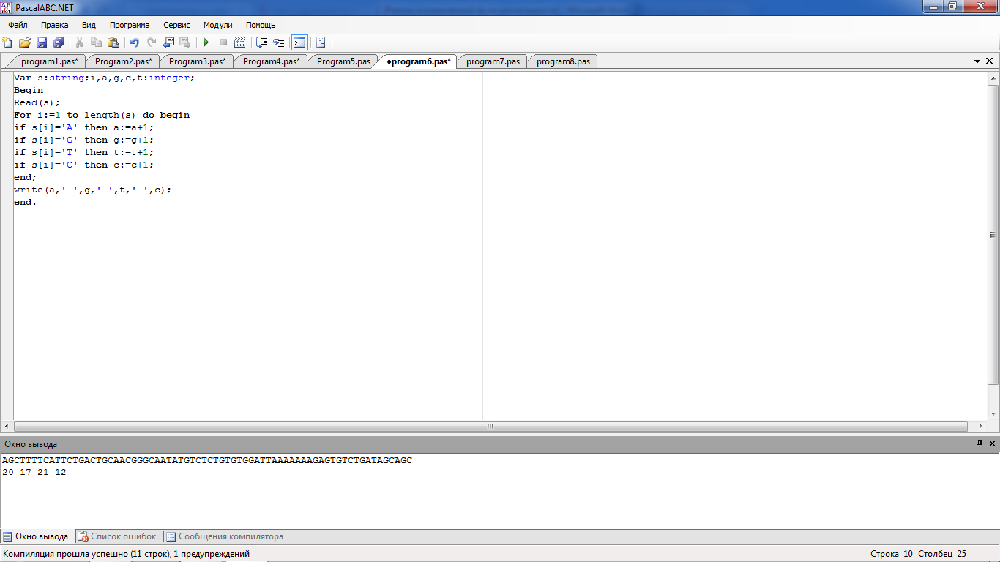 PascalABC.NET
Файл Правка Вид Программа Сервис Модули Помощь
program1.pas* Program2.pas* Program3.pas* Program4.pas* Program5.pas •program6.pas* program7.pas program8.pas
Var s:string;i,a,g,c,t:integer;
Begin
Read(s);
For i:=1 to length(s) do begin
if s[i]='A' then a:=a+1;
if s[i]='G' then g:=g+1;
if s[i]='T' then t:=t+1;
if s[i]='C' then c:=c+1;
end;
write(a,' ',g,' ',t,' ',c);
end.
Окно вывода
AGCTTTTCATTCTGACTGCAACGGGCAATATGTCTCTGTGTGGATTAAAAAAAGAGTGTCTGATAGCAGC
20 17 21 12
Окно вывода Список ошибок Сообщения компилятора
Компиляция прошла успешно (11 строк), 1 предупреждений Строка 10 Столбец 25